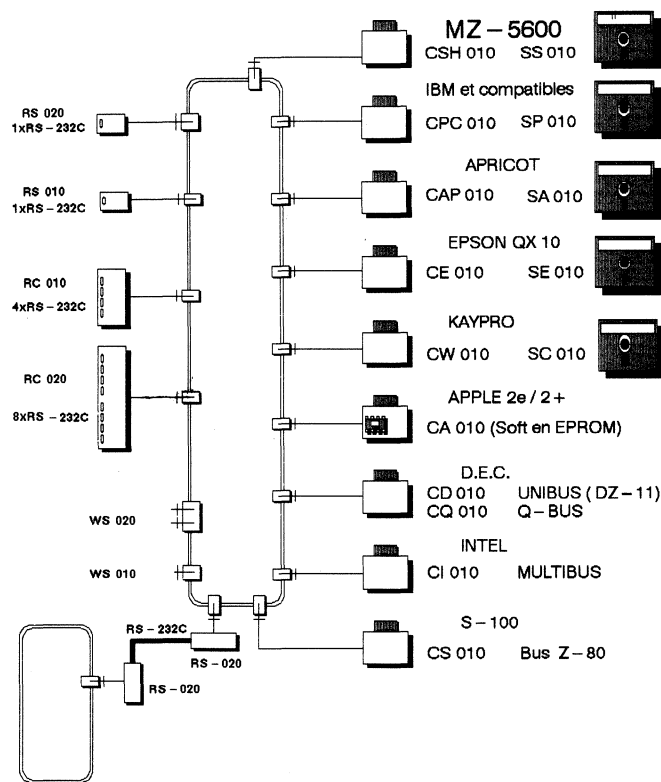 MZ – 5600
CSH 010 SS 010
IBM et compatibles
CPC 010 SP 010
APRICOT
CAP 010 SA 010
EPSON QX 10
CE 010 SE 010
KAYPRO
CW 010 SC 010
APPLE 2e / 2 +
CA 010 (Soft en EPROM)
D.E.C.
CD 010 UNIBUS ( DZ – 11)
CQ 010 Q – BUS
INTEL
CI 010 MULTIBUS
S – 100
CS 010 Bus Z – 80
RS 020
1xRS – 232C
RS 010
1xRS – 232C
RC 010
4xRS – 232C
RC 020
8xRS – 232C
WS 020
WS 010
RS – 232C
RS – 020
RS – 020